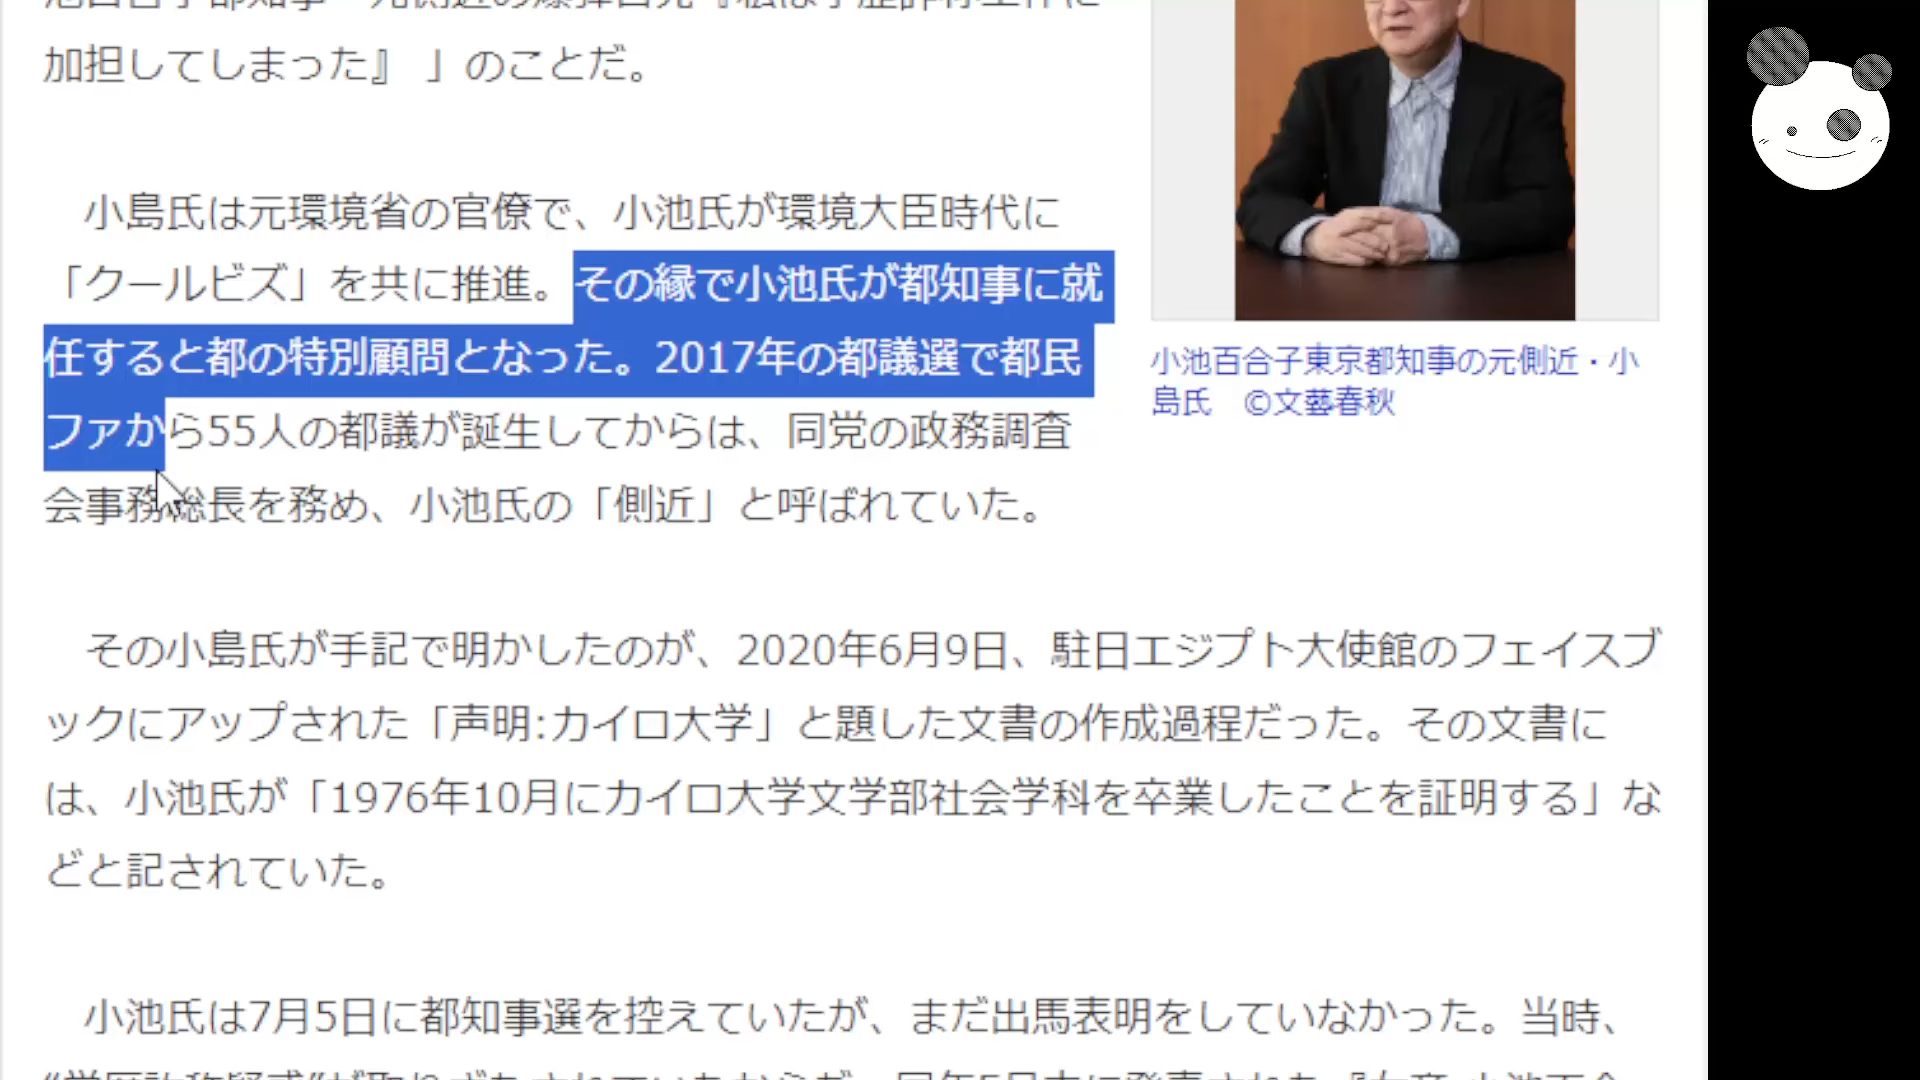 加担してしまった』 」のことだ。
小島氏は元環境省の官僚で、小池氏が環境大臣時代に
「クールビズ」を共に推進。その縁で小池氏が都知事に就
任すると都の特別顧問となった。2017年の都議選で都民
ファから55人の都議が誕生してからは、同党の政務調査
会事務総長を務め、小池氏の「側近」と呼ばれていた。
小池百合子東京都知事の元側近・小
島氏 ©文藝春秋
その小島氏が手記で明かしたのが、2020年6月9日、駐日エジプト大使館のフェイスブ
ックにアップされた「声明:カイロ大学」と題した文書の作成過程だった。その文書に
は、小池氏が「1976年10月にカイロ大学文学部社会学科を卒業したことを証明する」な
どと記されていた。
小池氏は7月5日に都知事選を控えていたが、まだ出馬表明をしていなかった。当時、